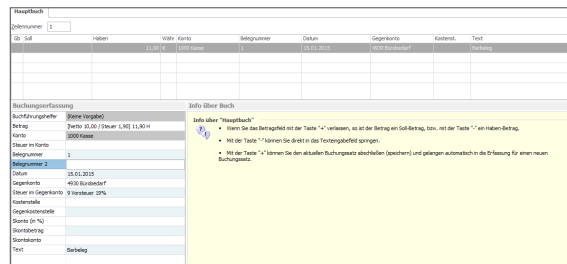 Hauptbuch
Zeilennummer 1
Gb Soll Haben Währ Konto Belegnummer Datum Gegenkonto Kostenst. Text
11,90 € 1000 Kasse 1 15.01.2015 4930 Bürobedarf Barbeleg
Buchungserfassung
Buchführungshelfer (Keine Vorgabe)
Betrag [Netto 10,00 / Steuer 1,90] 11,90 H
Konto 1000 Kasse
Steuer im Konto
Belegnummer 1
Belegnummer 2
Datum 15.01.2015
Gegenkonto 4930 Bürobedarf
Steuer im Gegenkonto 9 Vorsteuer 19%
Kostenstelle
Gegenkostenstelle
Skonto (in %)
Skontobetrag
Skontokonto
Text Barbeleg
Info über Buch
Info über "Hauptbuch"
• Wenn Sie das Betragsfeld mit der Taste "+" verlassen, so ist der Betrag ein Soll-Betrag, bzw. mit der Taste "-" ein Haben-Betrag.
• Mit der Taste "-" können Sie direkt in das Textengabefeld springen.
• Mit der Taste "+" können Sie den aktuellen Buchungssatz abschließen (speichern) und gelangen automatisch in die Erfassung für einen neuen
Buchungssatz.